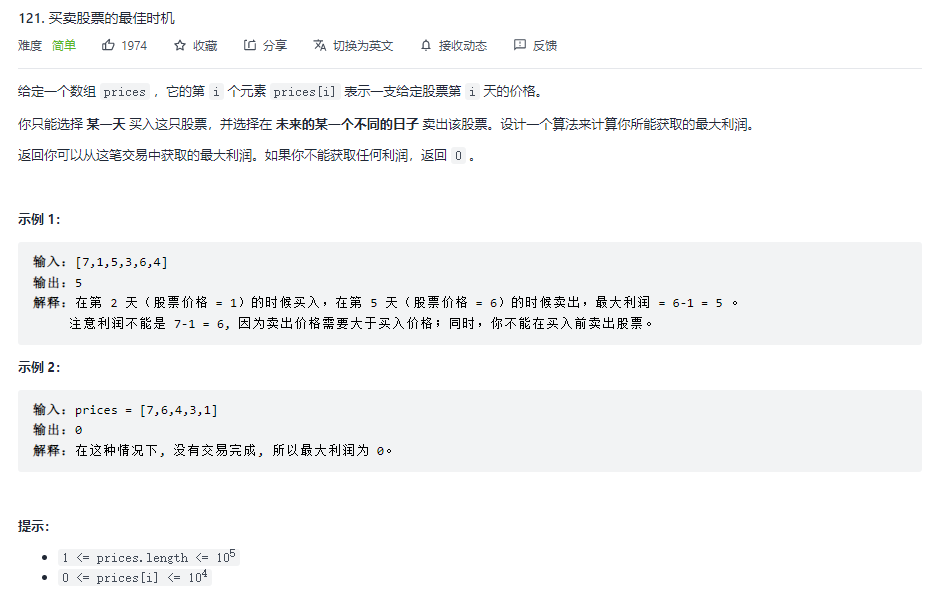 121. 买卖股票的最佳时机
难度 简单 1974 收藏 分享 切换为英文 接收动态 反馈
给定一个数组 prices ，它的第 i 个元素 prices[i] 表示一支给定股票第 i 天的价格。
你只能选择 某一天 买入这只股票，并选择在 未来的某一个不同的日子 卖出该股票。设计一个算法来计算你所能获取的最大利润。
返回你可以从这笔交易中获取的最大利润。如果你不能获取任何利润，返回 0 。
示例 1：
输入：[7,1,5,3,6,4]
输出：5
解释：在第 2 天（股票价格 = 1）的时候买入，在第 5 天（股票价格 = 6）的时候卖出，最大利润 = 6-1 = 5 。
注意利润不能是 7-1 = 6, 因为卖出价格需要大于买入价格；同时，你不能在买入前卖出股票。
示例 2：
输入：prices = [7,6,4,3,1]
输出：0
解释：在这种情况下, 没有交易完成, 所以最大利润为 0。
提示：
• 1 <= prices.length <= 10⁵
• 0 <= prices[i] <= 10⁴